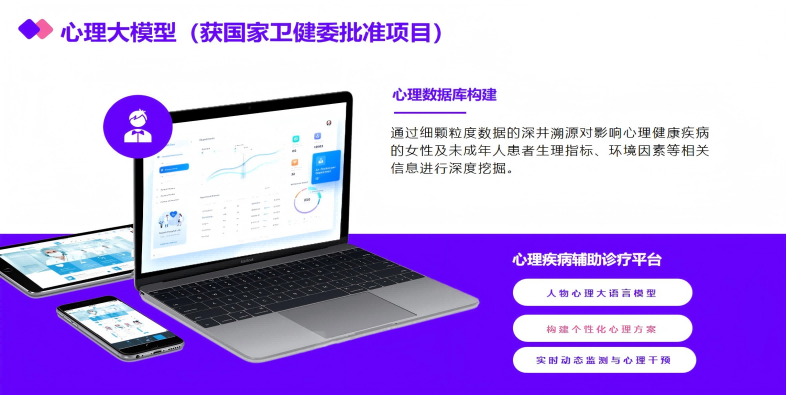 心理大模型（获国家卫健委批准项目）
心理数据库构建
通过细颗粒度数据的深井溯源对影响心理健康疾病
的女性及未成年人患者生理指标、环境因素等相关
信息进行深度挖掘。
心理疾病辅助诊疗平台
人物心理大语言模型
构建个性化心理方案
实时动态监测与心理干预